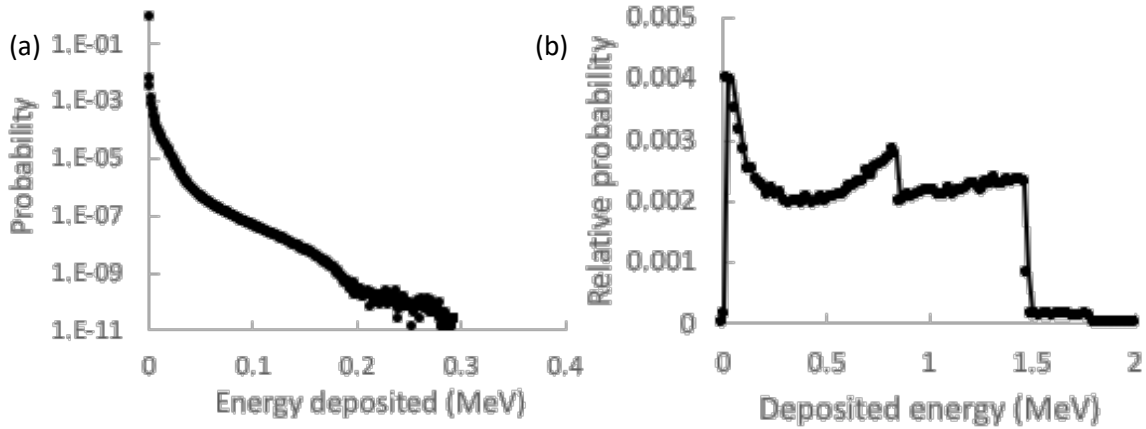 (a)
Probability
1.E-01
1.E-03
1.E-05
1.E-07
1.E-09
1.E-11
0 0.1 0.2 0.3 0.4
Energy deposited (MeV)
(b)
Relative probability
0.005
0.004
0.003
0.002
0.001
0
0 0.5 1 1.5 2
Deposited energy (MeV)